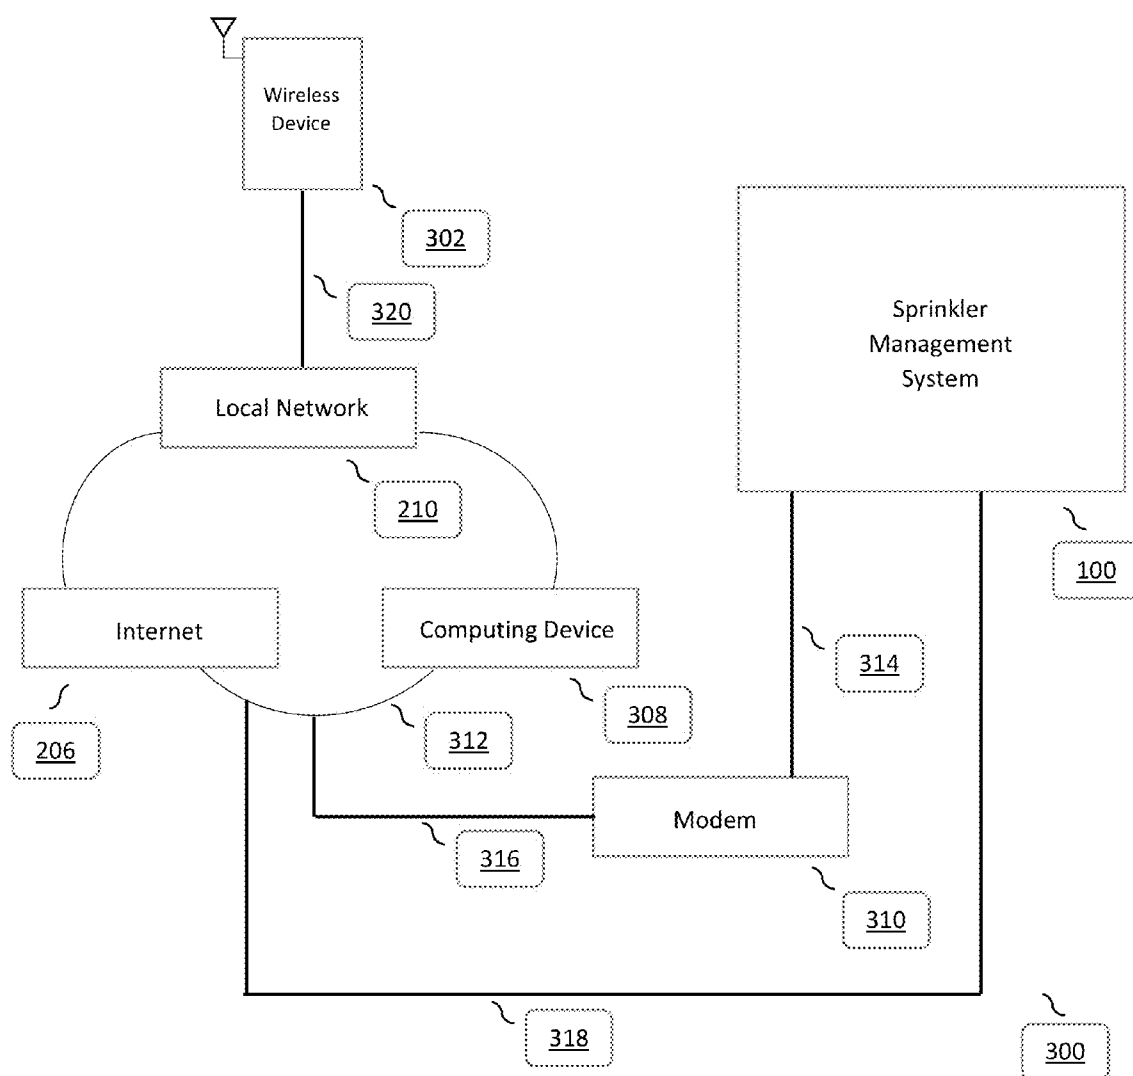 Wireless
Device
302
320
Local Network
210
Sprinkler
Management
System
100
Internet
Computing Device
206
312
308
314
Modem
316
310
318
300